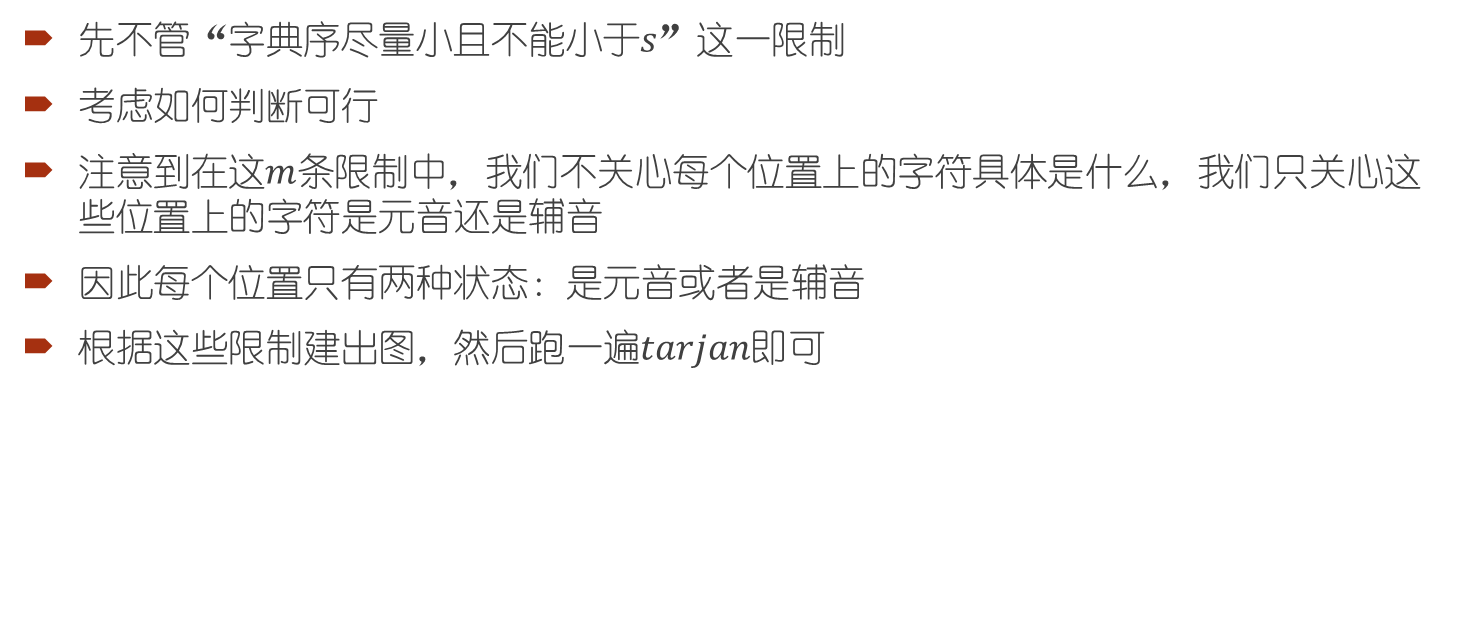 先不管“字典序尽量小且不能小于s”这一限制
考虑如何判断可行
注意到在这m条限制中，我们不关心每个位置上的字符具体是什么，我们只关心这
些位置上的字符是元音还是辅音
因此每个位置只有两种状态：是元音或者是辅音
根据这些限制建出图，然后跑一遍tarjan即可